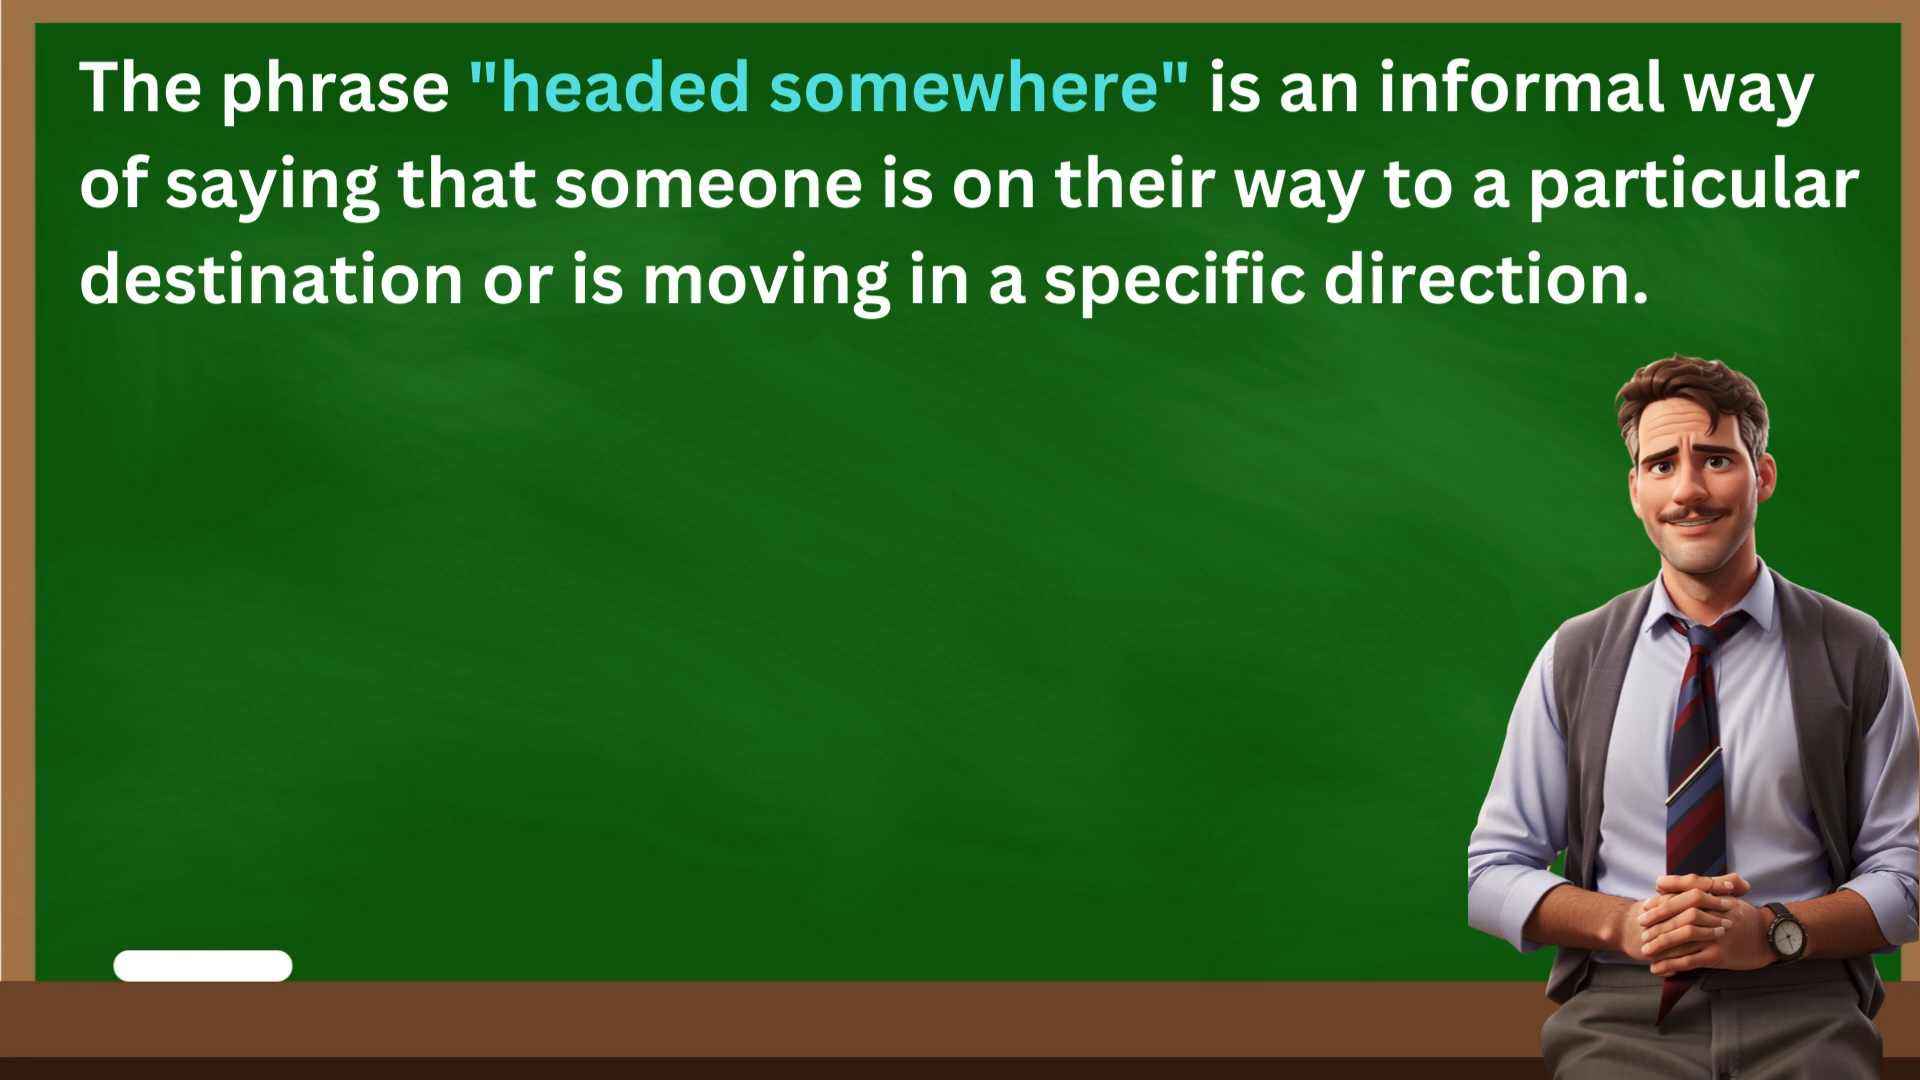 The phrase "headed somewhere" is an informal way
of saying that someone is on their way to a particular
destination or is moving in a specific direction.